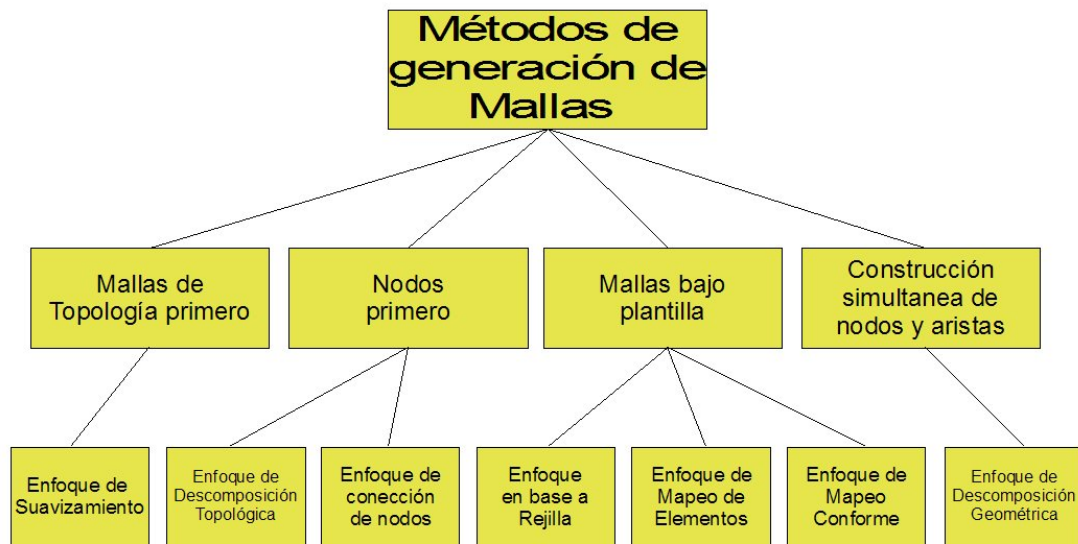 Métodos de
generación de
Mallas
Mallas de
Topología primero
Nodos
primero
Mallas bajo
plantilla
Construcción
simultanea de
nodos y aristas
Enfoque de
Suavizamiento
Enfoque de
Descomposición
Topológica
Enfoque de
conección
de nodos
Enfoque
en base a
Rejilla
Enfoque de
Mapeo de
Elementos
Enfoque de
Mapeo
Conforme
Enfoque de
Descomposición
Geométrica